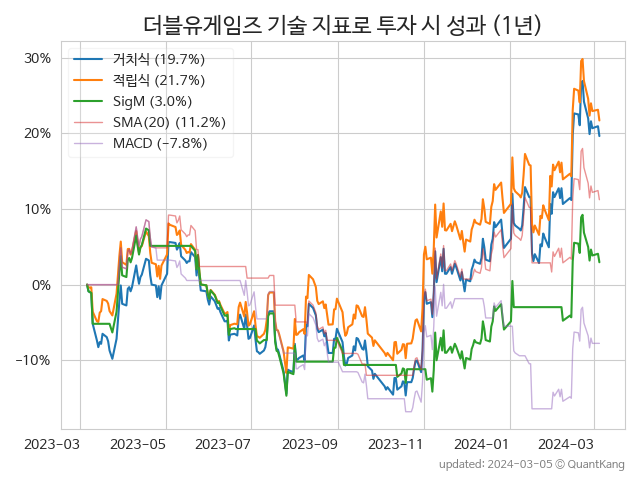 더블유게임즈 기술 지표로 투자 시 성과 (1년)
거치식 (19.7%)
적립식 (21.7%)
SigM (3.0%)
SMA(20) (11.2%)
MACD (−7.8%)
30%
20%
10%
0%
−10%
2023-03 2023-05 2023-07 2023-09 2023-11 2024-01 2024-03
updated: 2024-03-05 © QuantKang